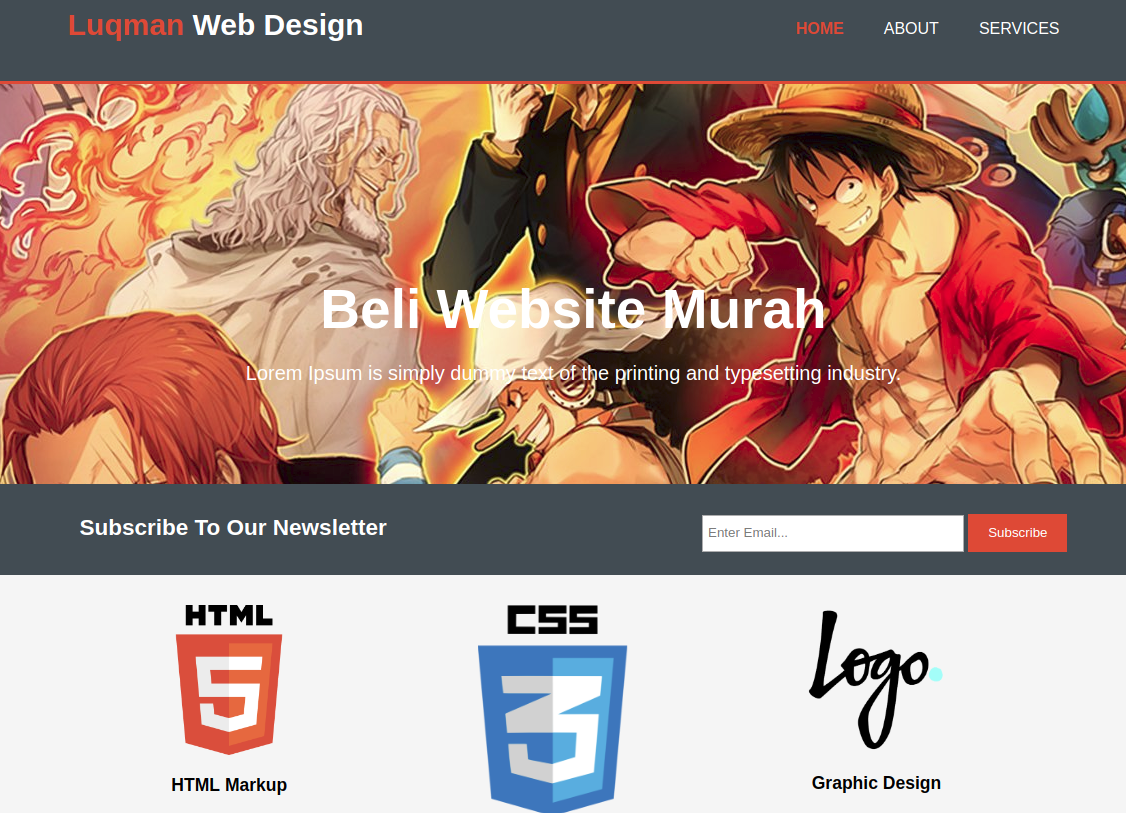 Luqman Web Design
HOME ABOUT SERVICES
Beli Website Murah
Lorem Ipsum is simply dummy text of the printing and typesetting industry.
Subscribe To Our Newsletter
Enter Email... Subscribe
HTML
5
CSS
3
Logo.
HTML Markup
Graphic Design